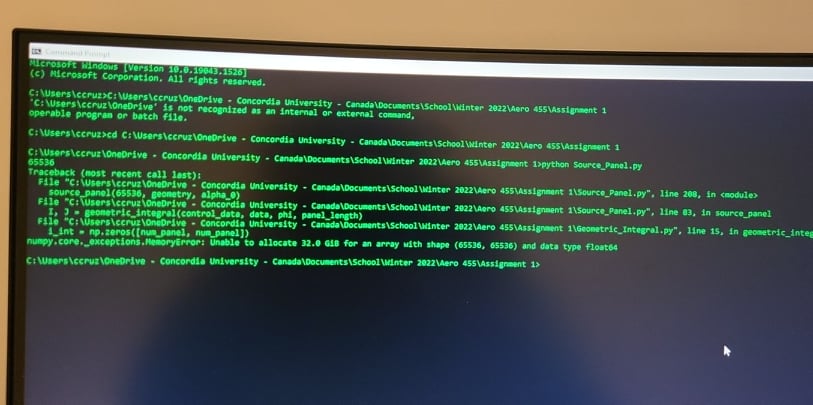 Command Prompt
Microsoft Windows [Version 10.0.19043.1526]
(c) Microsoft Corporation. All rights reserved.
C:\Users\ccruz>C:\Users\ccruz\OneDrive - Concordia University - Canada\Documents\School\Winter 2022\Aero 455\Assignment 1
'C:\Users\ccruz\OneDrive' is not recognized as an internal or external command,
operable program or batch file.
C:\Users\ccruz>cd C:\Users\ccruz\OneDrive - Concordia University - Canada\Documents\School\Winter 2022\Aero 455\Assignment 1
C:\Users\ccruz\OneDrive - Concordia University - Canada\Documents\School\Winter 2022\Aero 455\Assignment 1>python Source_Panel.py
65536
Traceback (most recent call last):
File "C:\Users\ccruz\OneDrive - Concordia University - Canada\Documents\School\Winter 2022\Aero 455\Assignment 1\Source_Panel.py", line 208, in <module>
source_panel(65536, geometry, alpha_0)
File "C:\Users\ccruz\OneDrive - Concordia University - Canada\Documents\School\Winter 2022\Aero 455\Assignment 1\Source_Panel.py", line 83, in source_panel
I, J = geometric_integral(control_data, data, phi, panel_length)
File "C:\Users\ccruz\OneDrive - Concordia University - Canada\Documents\School\Winter 2022\Aero 455\Assignment 1\Geometric_Integral.py", line 15, in geometric_integ
i_int = np.zeros([num_panel, num_panel])
numpy.core._exceptions.MemoryError: Unable to allocate 32.0 GiB for an array with shape (65536, 65536) and data type float64
C:\Users\ccruz\OneDrive - Concordia University - Canada\Documents\School\Winter 2022\Aero 455\Assignment 1>